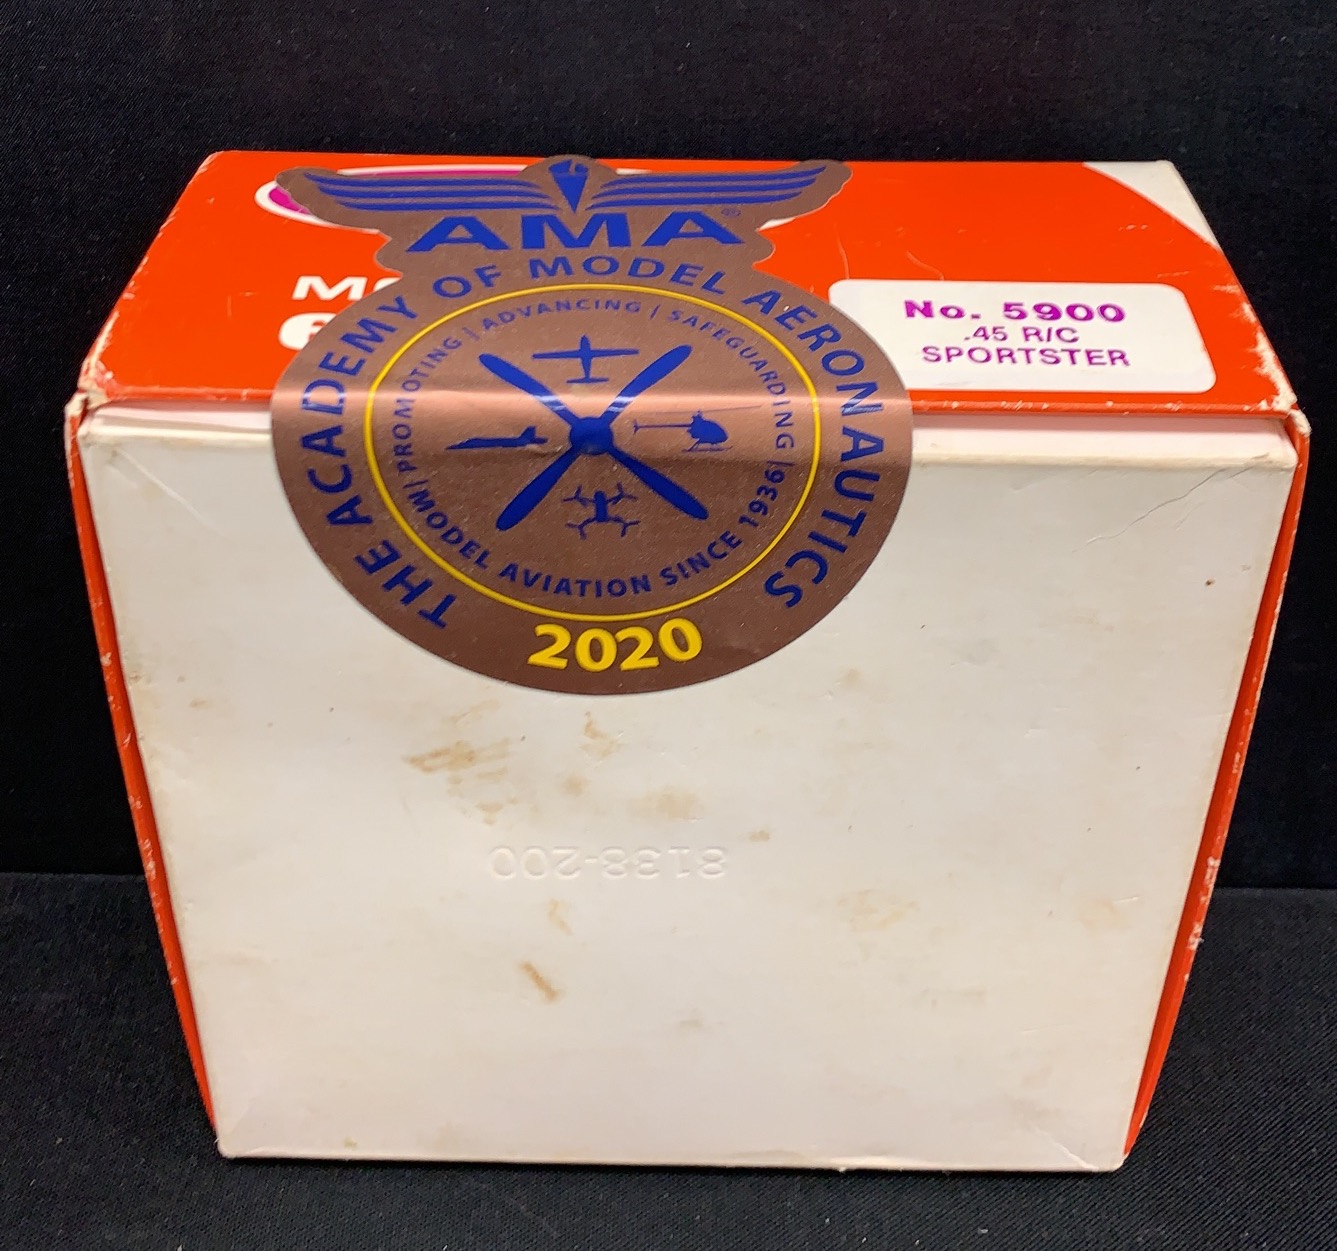 AMA®
THE ACADEMY OF MODEL AERONAUTICS
|PROMOTING|ADVANCING|SAFEGUARDING|
MODEL AVIATION SINCE 1936
2020
No. 5900
.45 R/C
SPORTSTER
8138-200